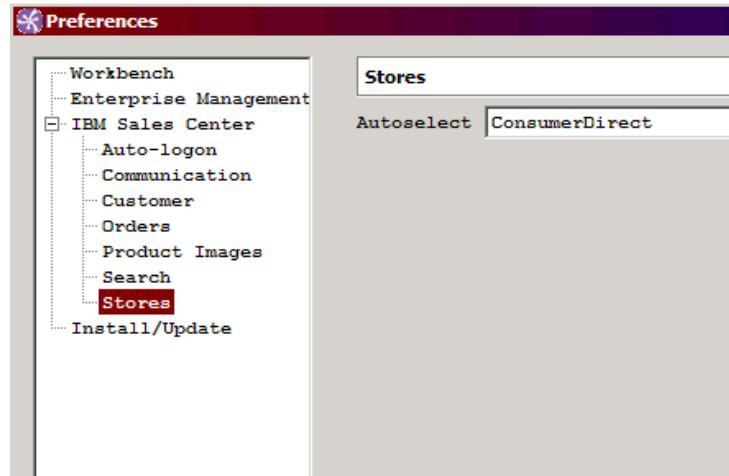 Preferences
Workbench
Enterprise Management
IBM Sales Center
Auto-logon
Communication
Customer
Orders
Product Images
Search
Stores
Install/Update
Stores
Autoselect ConsumerDirect